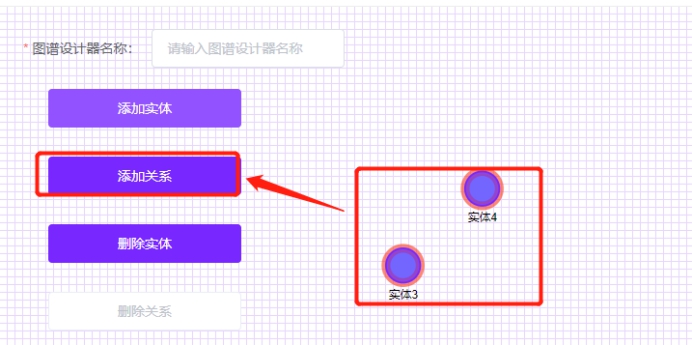 * 图谱设计器名称： 请输入图谱设计器名称
添加实体
添加关系
实体4
删除实体
实体3
删除关系